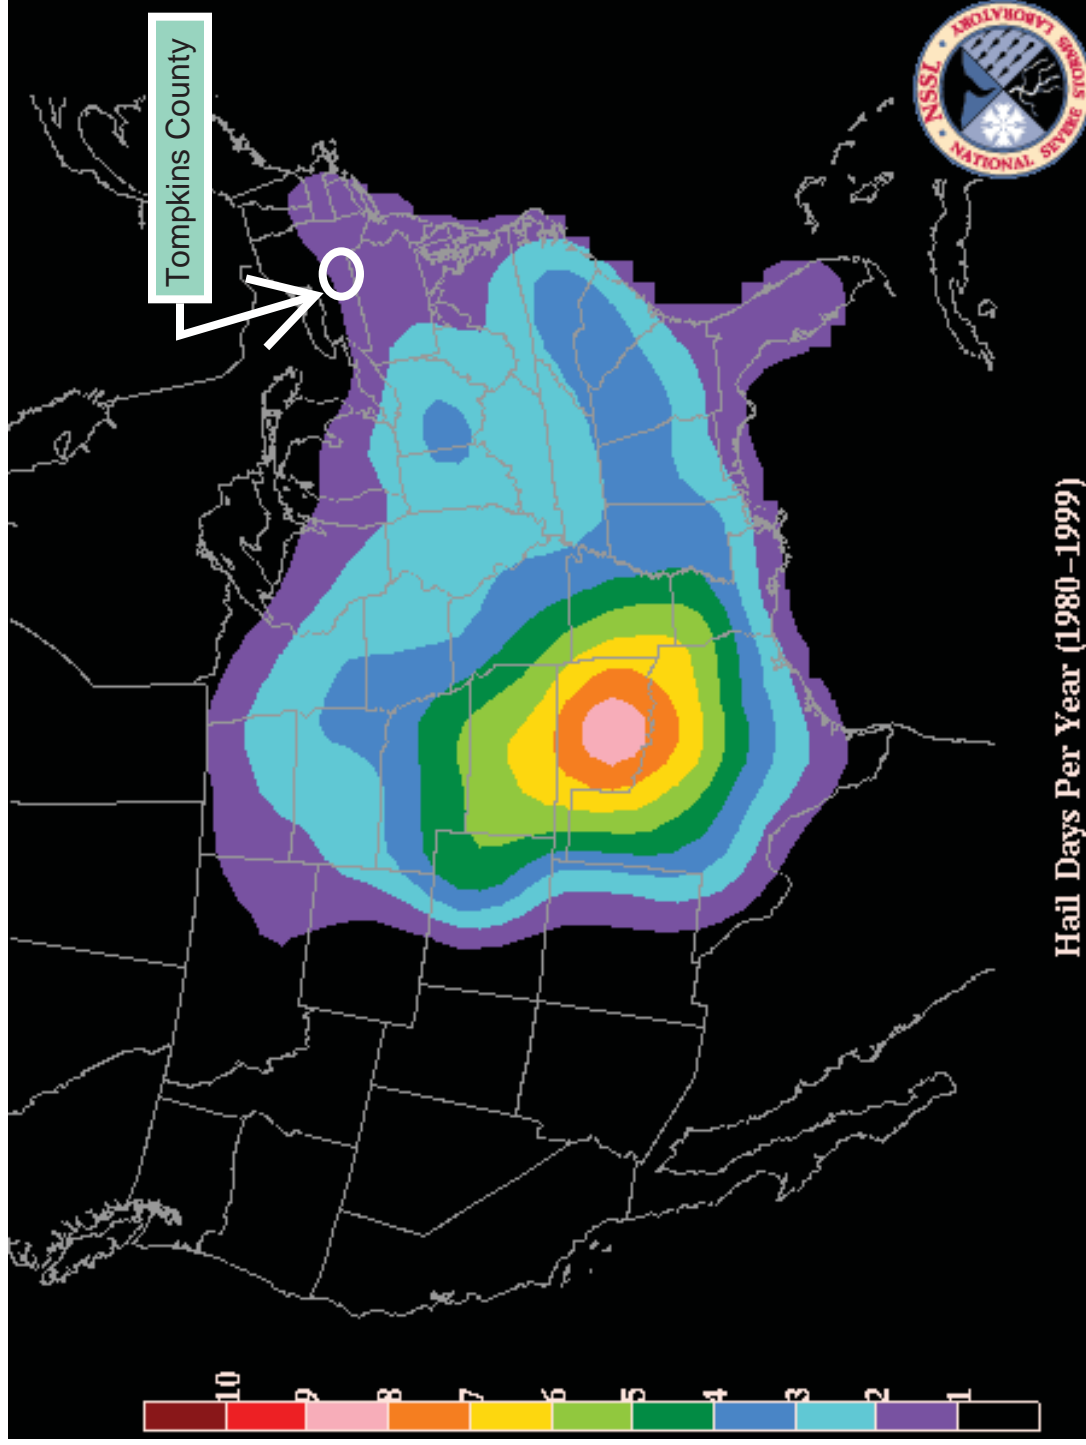 Tompkins County
NSSL
NATIONAL SEVERE STORMS LABORATORY
10
9
8
7
6
5
4
3
2
1
Hail Days Per Year (1980–1999)